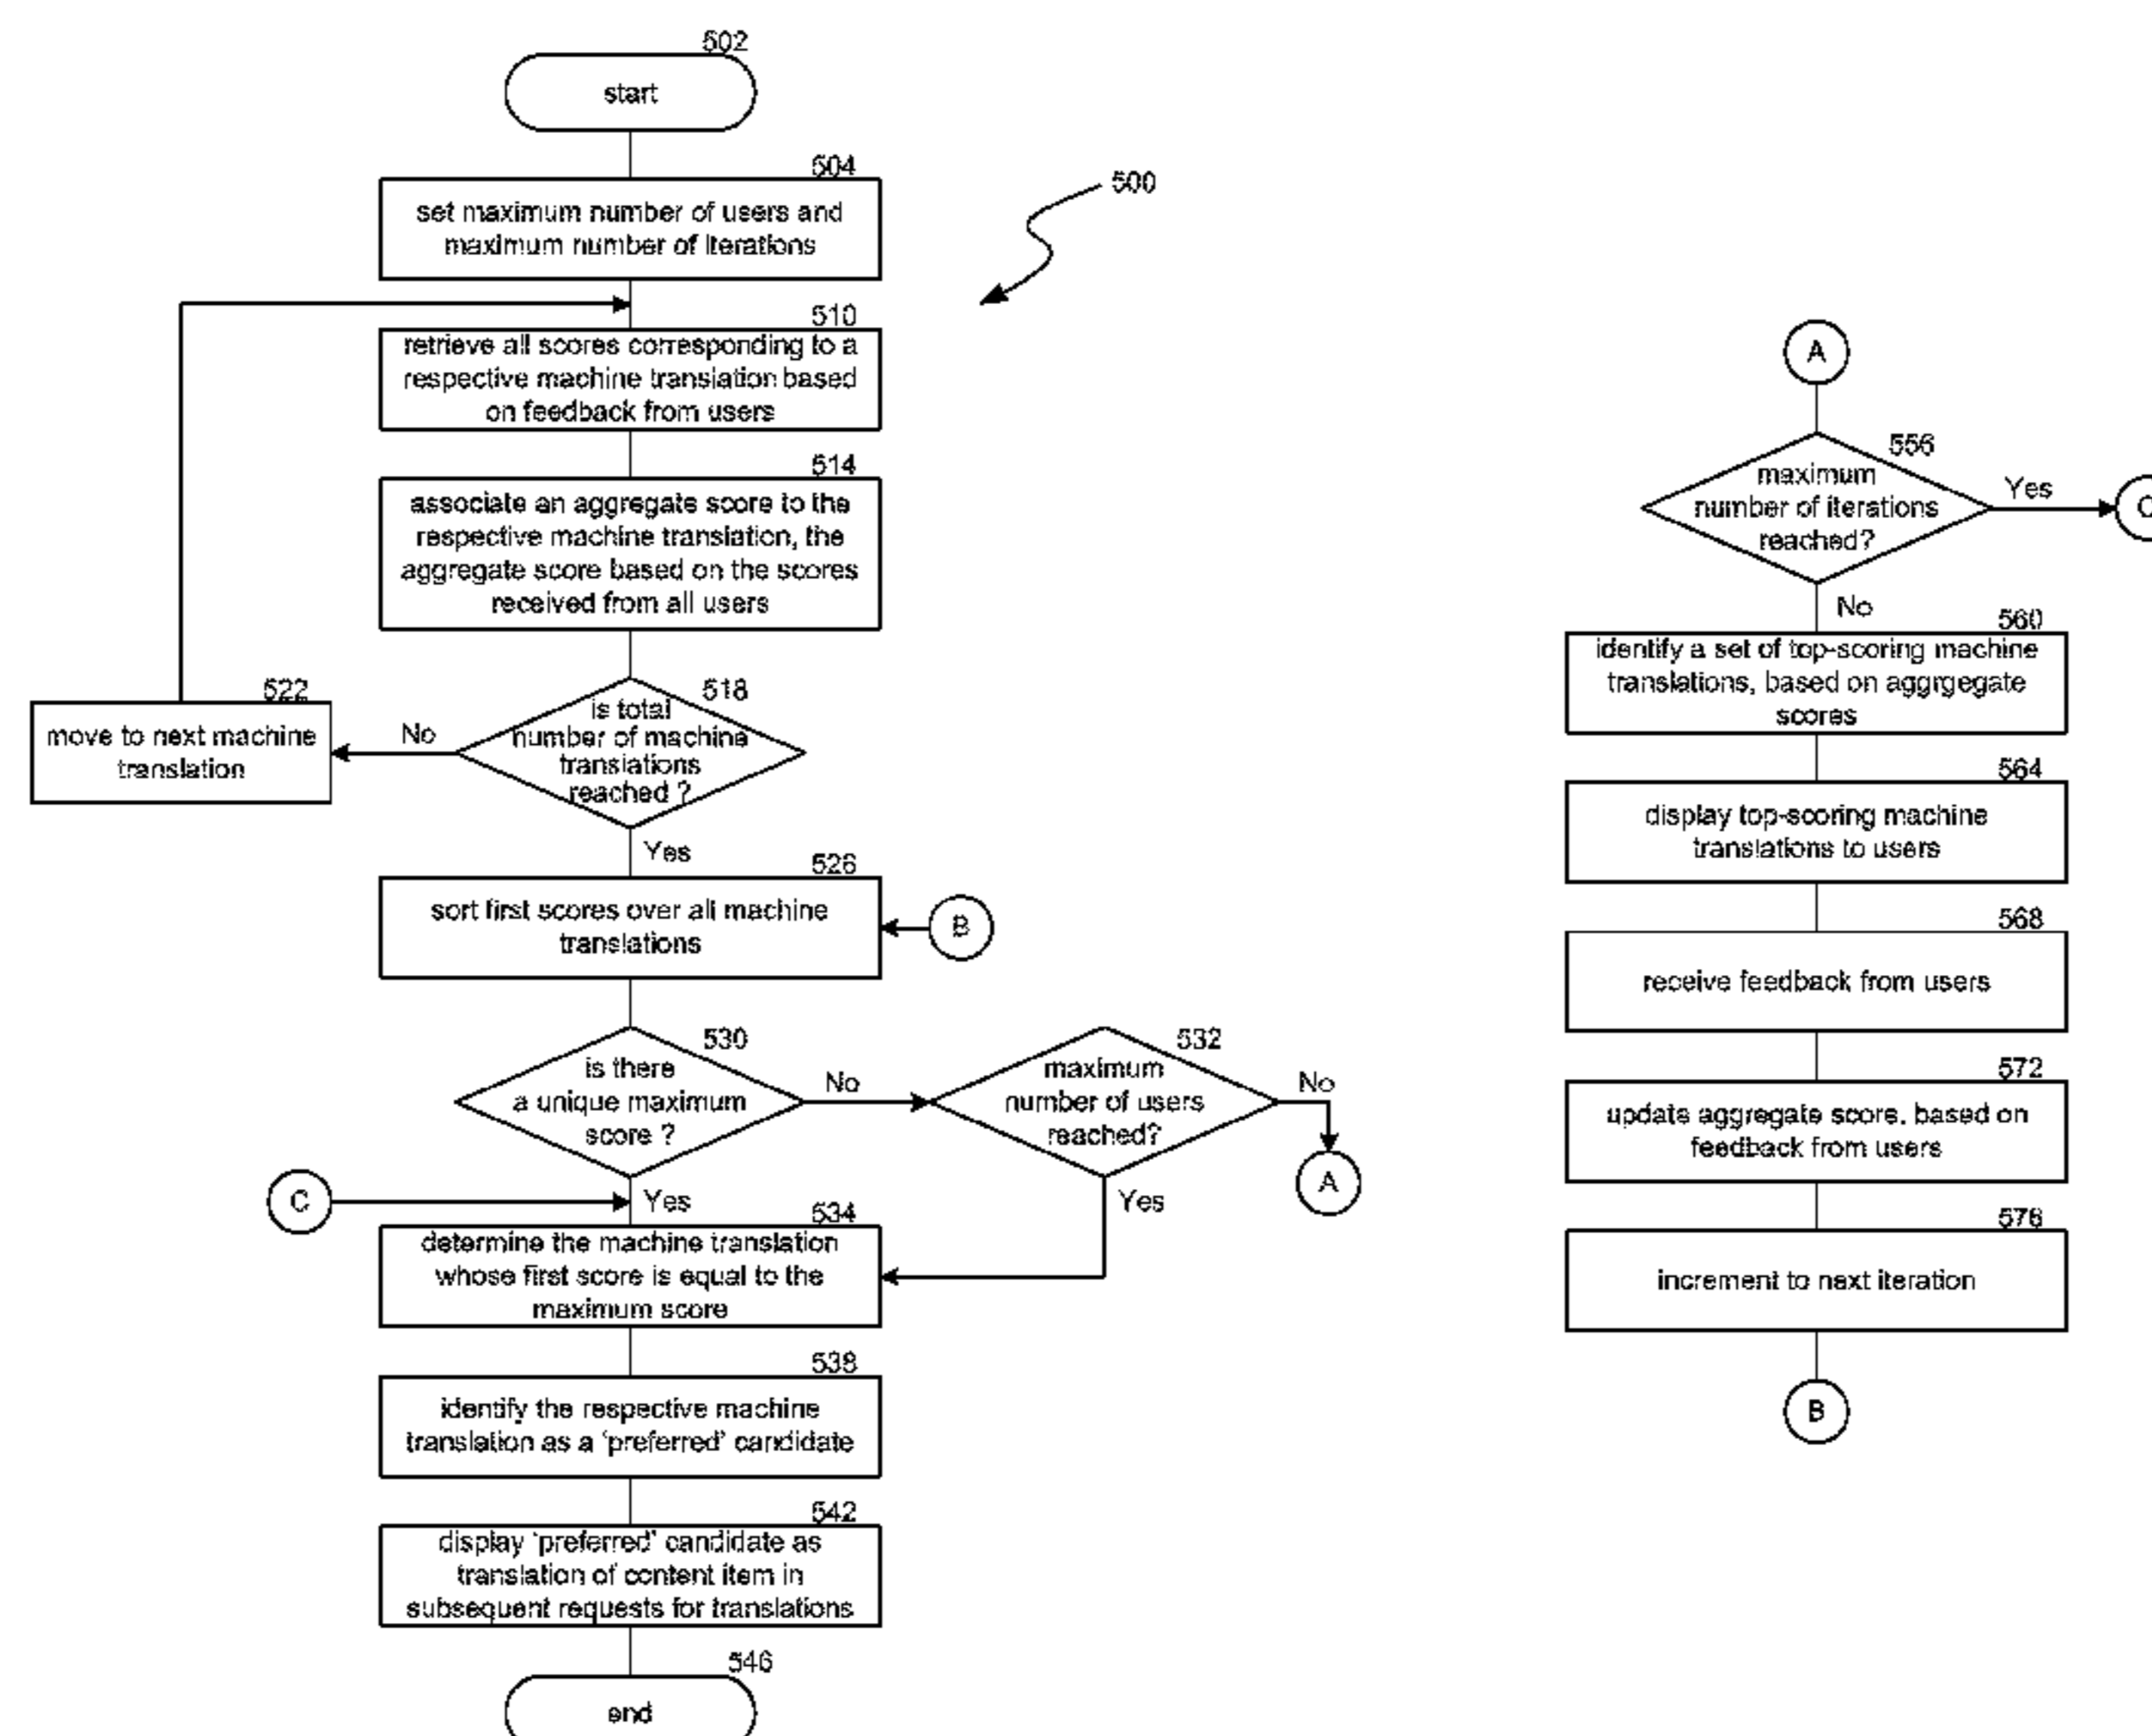 502
start
504
set maximum number of users and
maximum number of iterations
500
510
retrieve all scores corresponding to a
respective machine translation based
on feedback from users
514
associate an aggregate score to the
respective machine translation, the
aggregate score based on the scores
received from all users
522
move to next machine
translation
No
518
is total
number of machine
translations
reached ?
Yes
526
sort first scores over all machine
translations
B
530
is there
a unique maximum
score ?
No
532
maximum
number of users
reached?
No
A
C
Yes
Yes
534
determine the machine translation
whose first score is equal to the
maximum score
538
identify the respective machine
translation as a ‘preferred’ candidate
542
display ‘preferred’ candidate as
translation of content item in
subsequent requests for translations
546
end
A
556
maximum
number of iterations
reached?
Yes
No
560
identify a set of top-scoring machine
translations, based on aggrgegate
scores
564
display top-scoring machine
translations to users
568
receive feedback from users
572
update aggregate score, based on
feedback from users
576
increment to next iteration
B